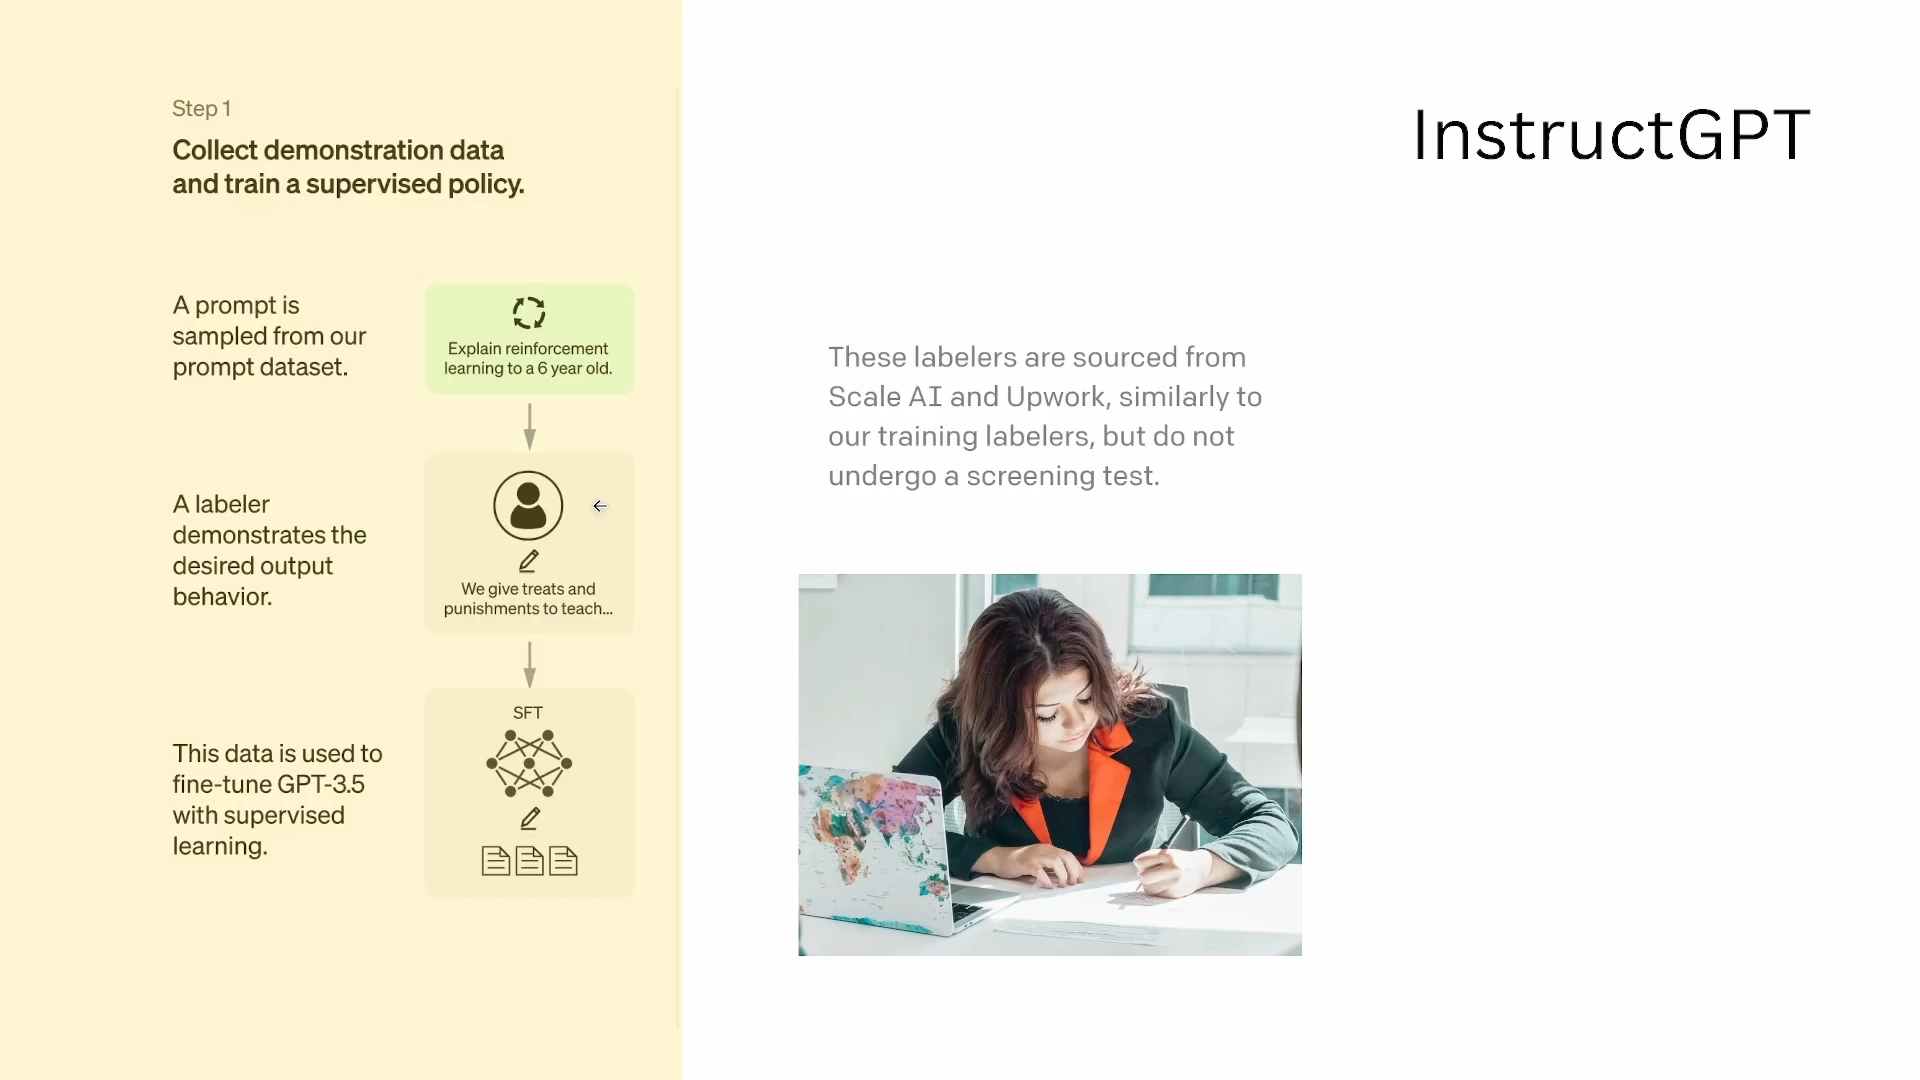 Step 1
Collect demonstration data
and train a supervised policy.
A prompt is
sampled from our
prompt dataset.
Explain reinforcement
learning to a 6 year old.
A labeler
demonstrates the
desired output
behavior.
We give treats and
punishments to teach...
This data is used to
fine-tune GPT-3.5
with supervised
learning.
SFT
InstructGPT
These labelers are sourced from
Scale AI and Upwork, similarly to
our training labelers, but do not
undergo a screening test.